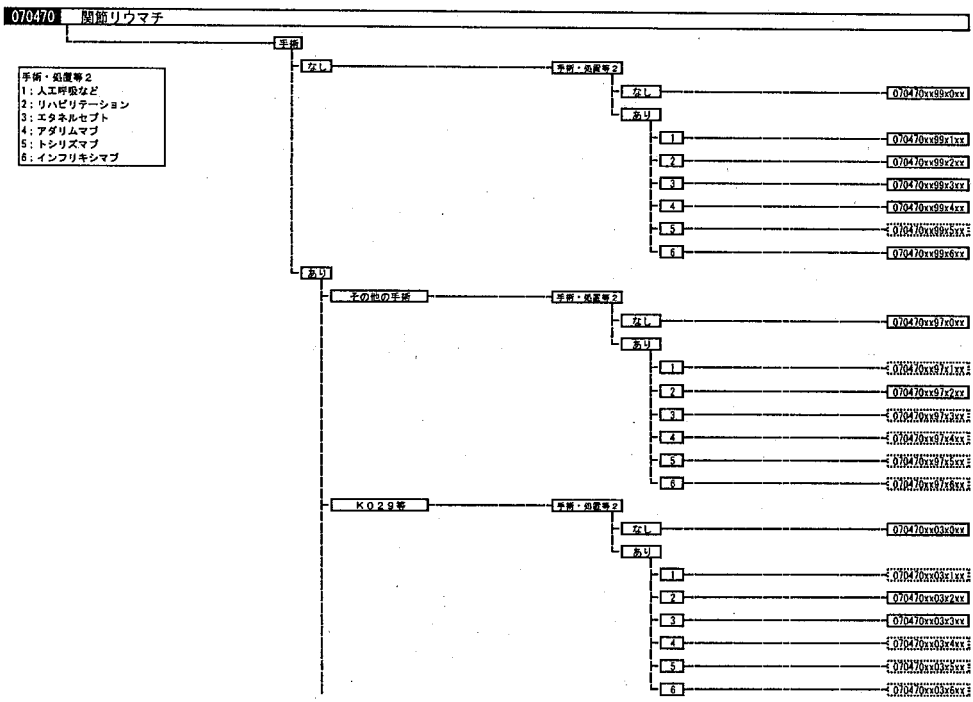 070470 関節リウマチ
手術
なし 手術・処置等2
手術・処置等2
1：人工呼吸など
2：リハビリテーション
3：エタネルセプト
4：アダリムマブ
5：トシリズマブ
6：インフリキシマブ
なし 070470xx99x0xx
あり
1 070470xx99x1xx
2 070470xx99x2xx
3 070470xx99x3xx
4 070470xx99x4xx
5 070470xx99x5xx
6 070470xx99x6xx
あり
その他の手術 手術・処置等2
なし 070470xx97x0xx
あり
1 070470xx97x1xx
2 070470xx97x2xx
3 070470xx97x3xx
4 070470xx97x4xx
5 070470xx97x5xx
6 070470xx97x6xx
K029等 手術・処置等2
なし 070470xx03x0xx
あり
1 070470xx03x1xx
2 070470xx03x2xx
3 070470xx03x3xx
4 070470xx03x4xx
5 070470xx03x5xx
6 070470xx03x6xx